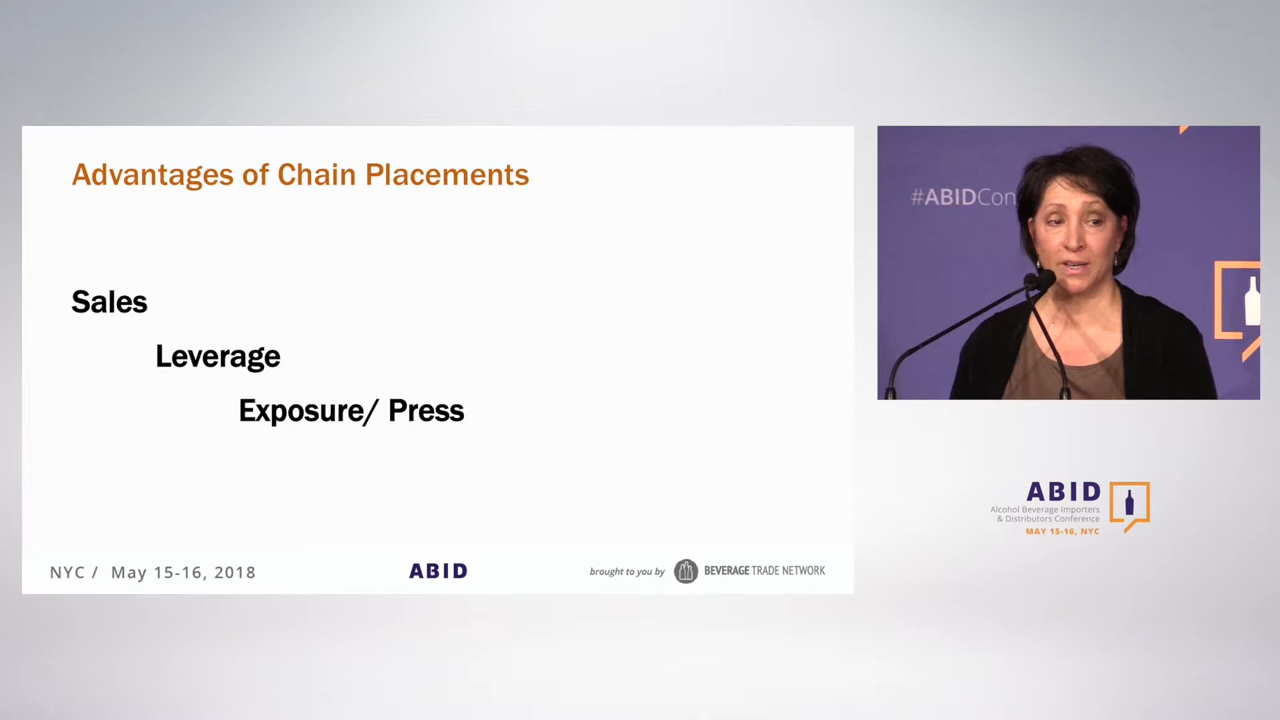 Advantages of Chain Placements
Sales
Leverage
Exposure/ Press
NYC / May 15-16, 2018
ABID
brought to you by
BEVERAGE TRADE NETWORK
#ABIDCon
ABID
Alcohol Beverage Importers
& Distributors Conference
MAY 15-16, NYC